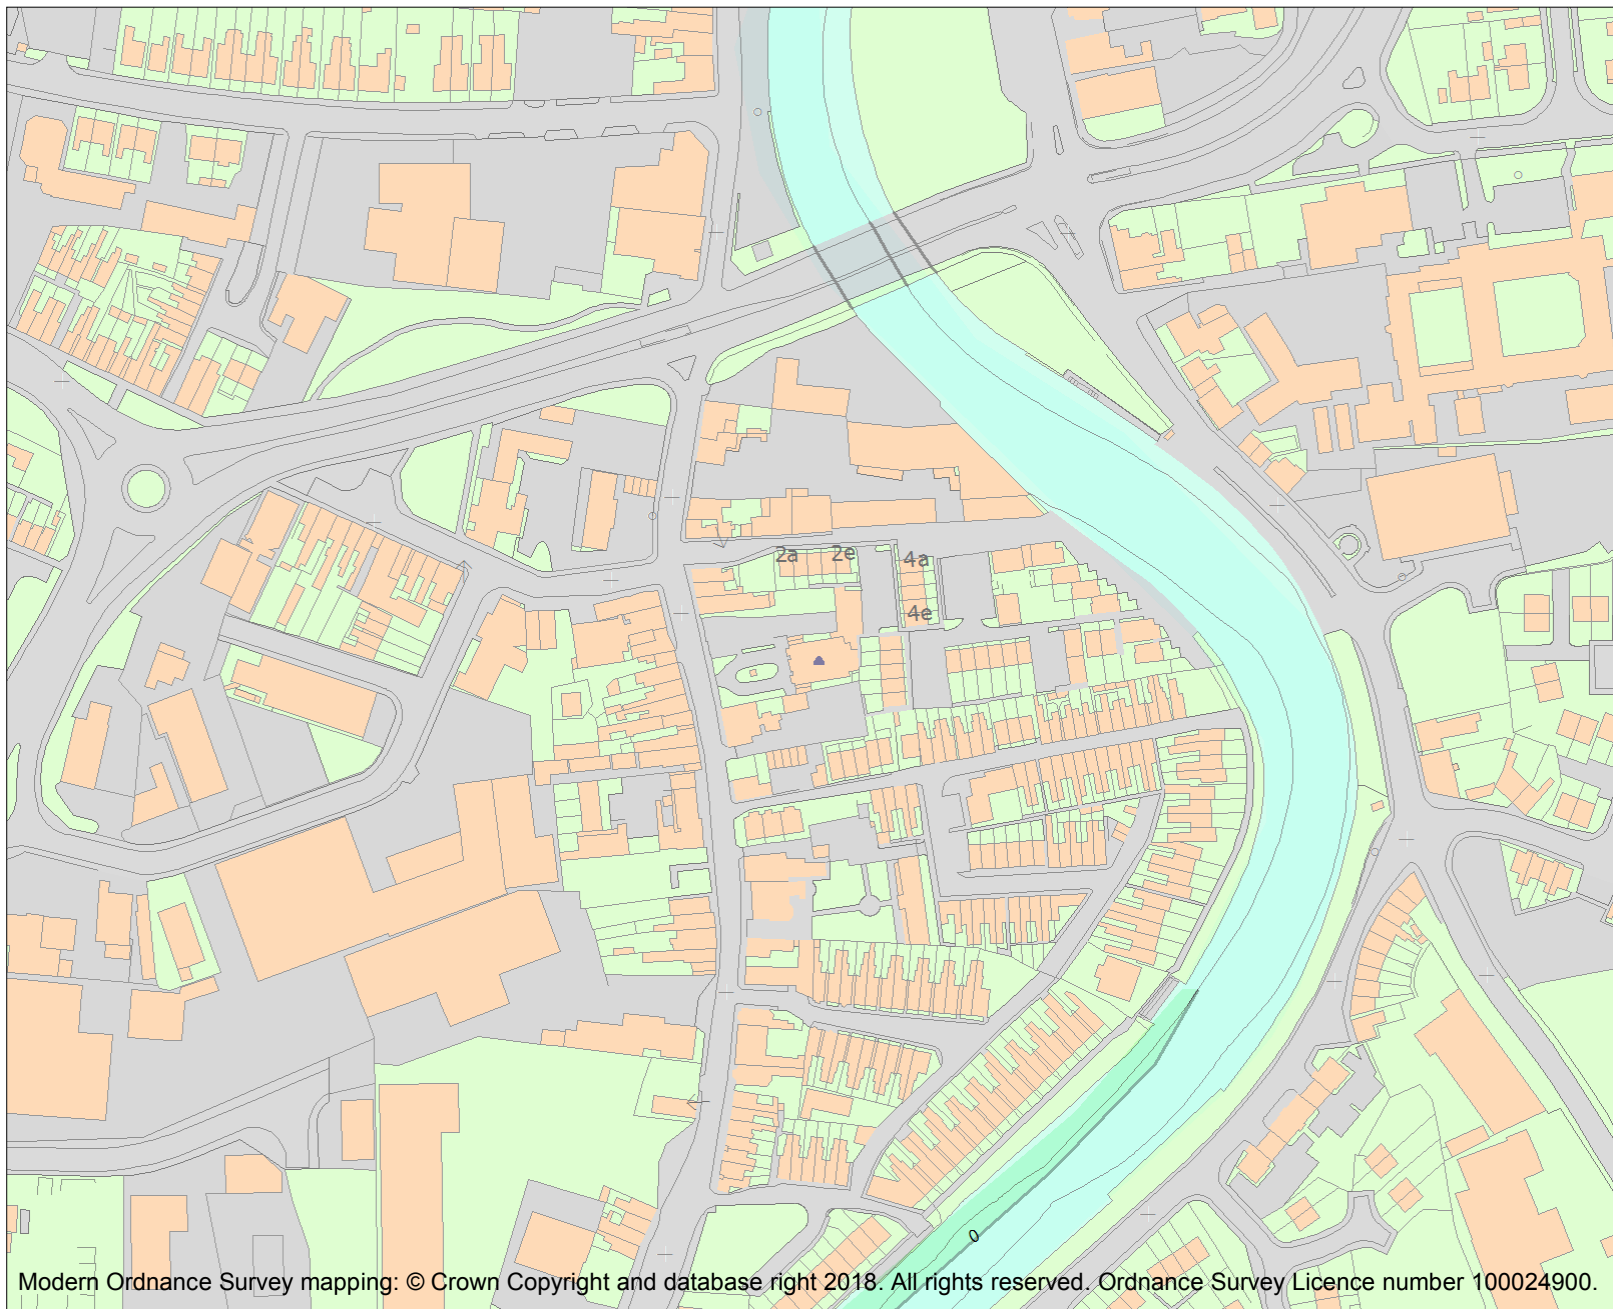 2a 2e 4a
4e
0
Modern Ordnance Survey mapping: © Crown Copyright and database right 2018. All rights reserved. Ordnance Survey Licence number 100024900.